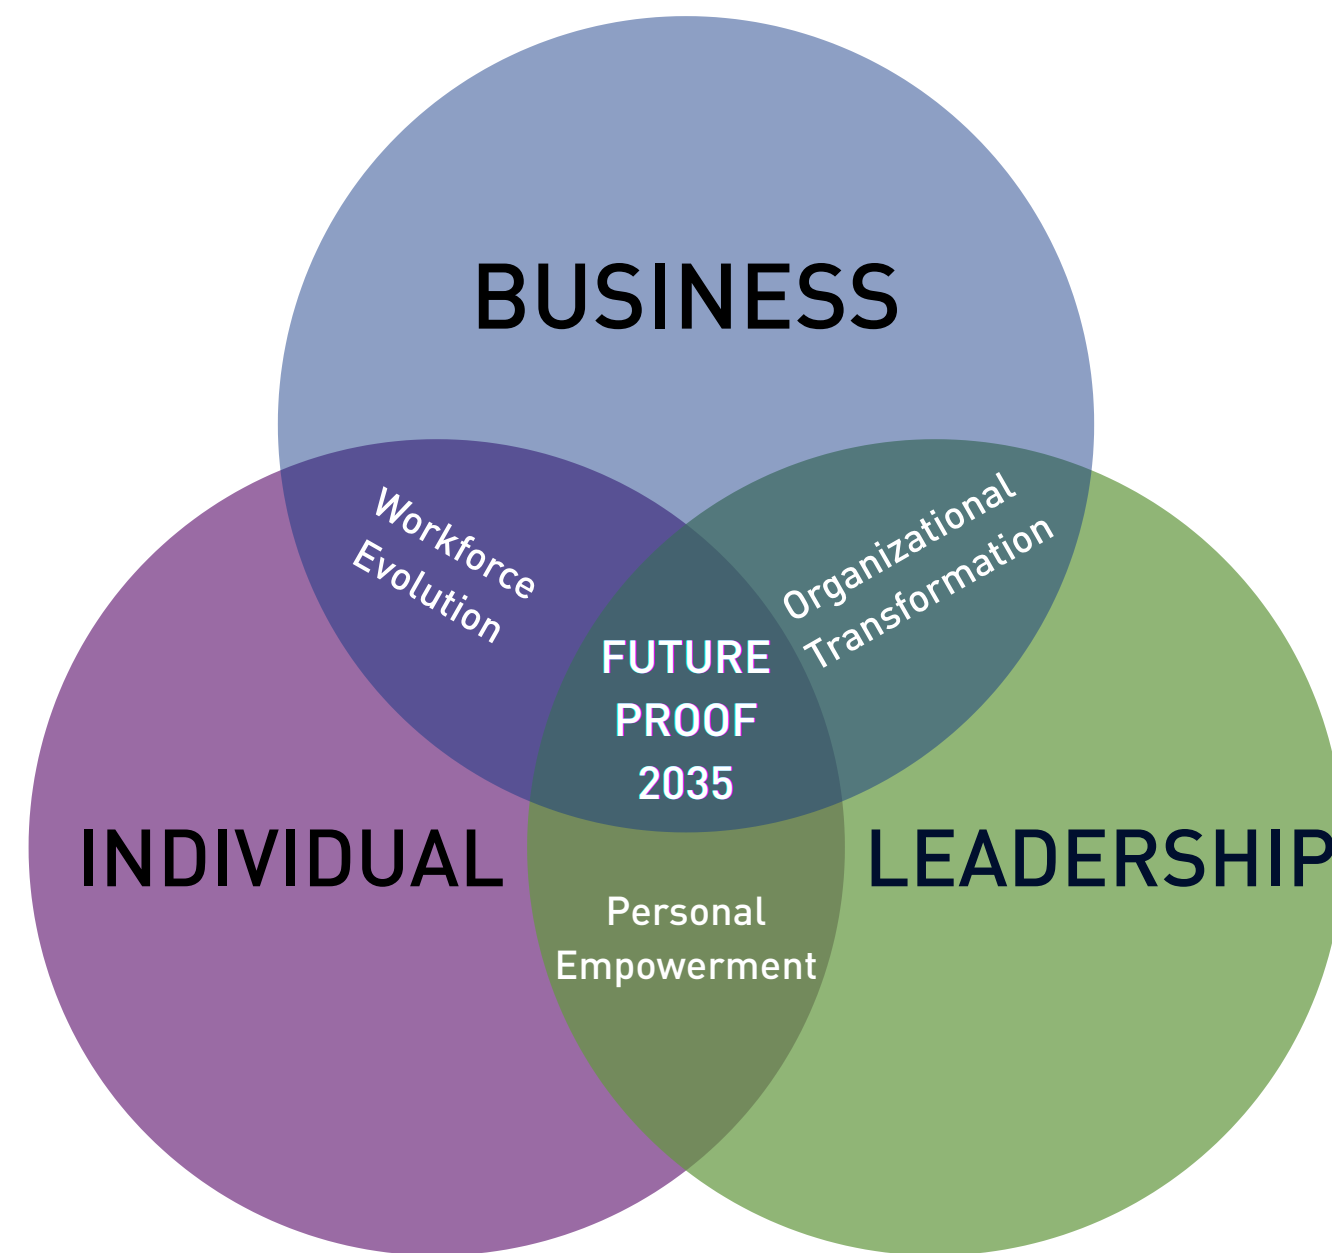 BUSINESS
Workforce
Evolution
Organizational
Transformation
FUTURE
PROOF
2035
INDIVIDUAL
LEADERSHIP
Personal
Empowerment